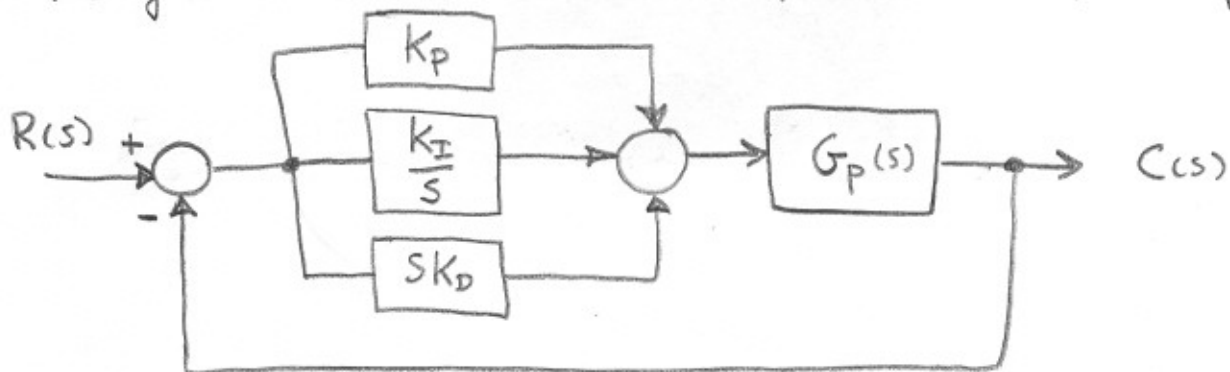 Kp
R(s) +
KI
s
Gp(s)
C(s)
-
sKD